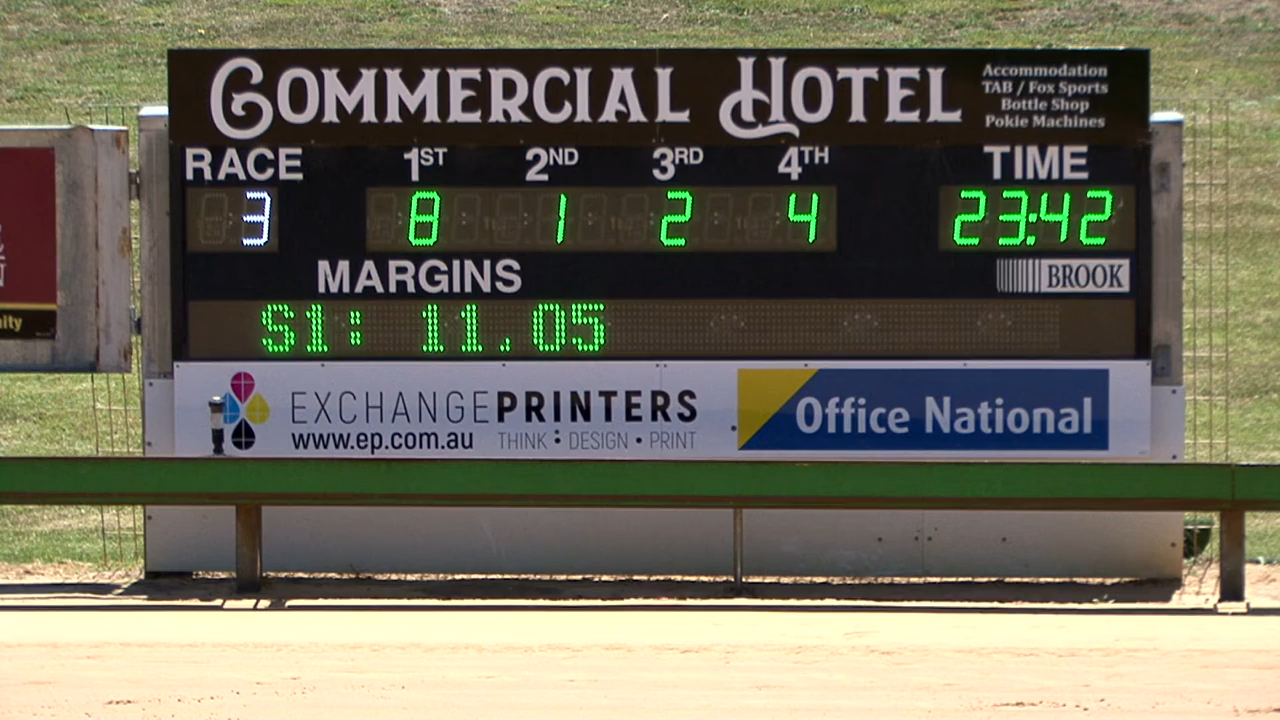 COMMERCIAL HOTEL
Accommodation
TAB / Fox Sports
Bottle Shop
Pokie Machines
RACE 1ST 2ND 3RD 4TH TIME
3 8 1 2 4 23:42
MARGINS
BROOK
S1: 11.05
EXCHANGEPRINTERS
www.ep.com.au THINK • DESIGN • PRINT
Office National